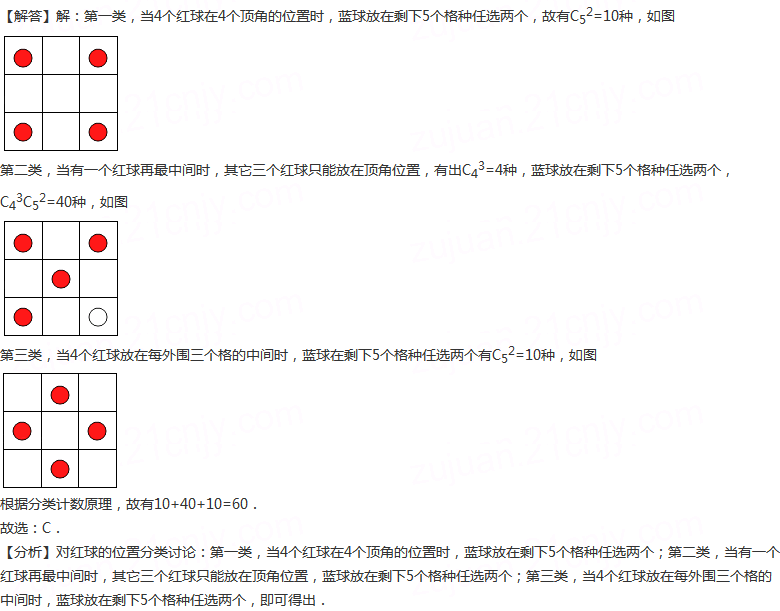 【解答】解：第一类，当4个红球在4个顶角的位置时，蓝球放在剩下5个格种任选两个，故有C₅²=10种，如图
第二类，当有一个红球再最中间时，其它三个红球只能放在顶角位置，有出C₄³=4种，蓝球放在剩下5个格种任选两个，
C₄³C₅²=40种，如图
第三类，当4个红球放在每外围三个格的中间时，蓝球在剩下5个格种任选两个有C₅²=10种，如图
根据分类计数原理，故有10+40+10=60．
故选：C．
【分析】对红球的位置分类讨论：第一类，当4个红球在4个顶角的位置时，蓝球放在剩下5个格种任选两个；第二类，当有一个
红球再最中间时，其它三个红球只能放在顶角位置，蓝球放在剩下5个格种任选两个；第三类，当4个红球放在每外围三个格的
中间时，蓝球放在剩下5个格种任选两个，即可得出．